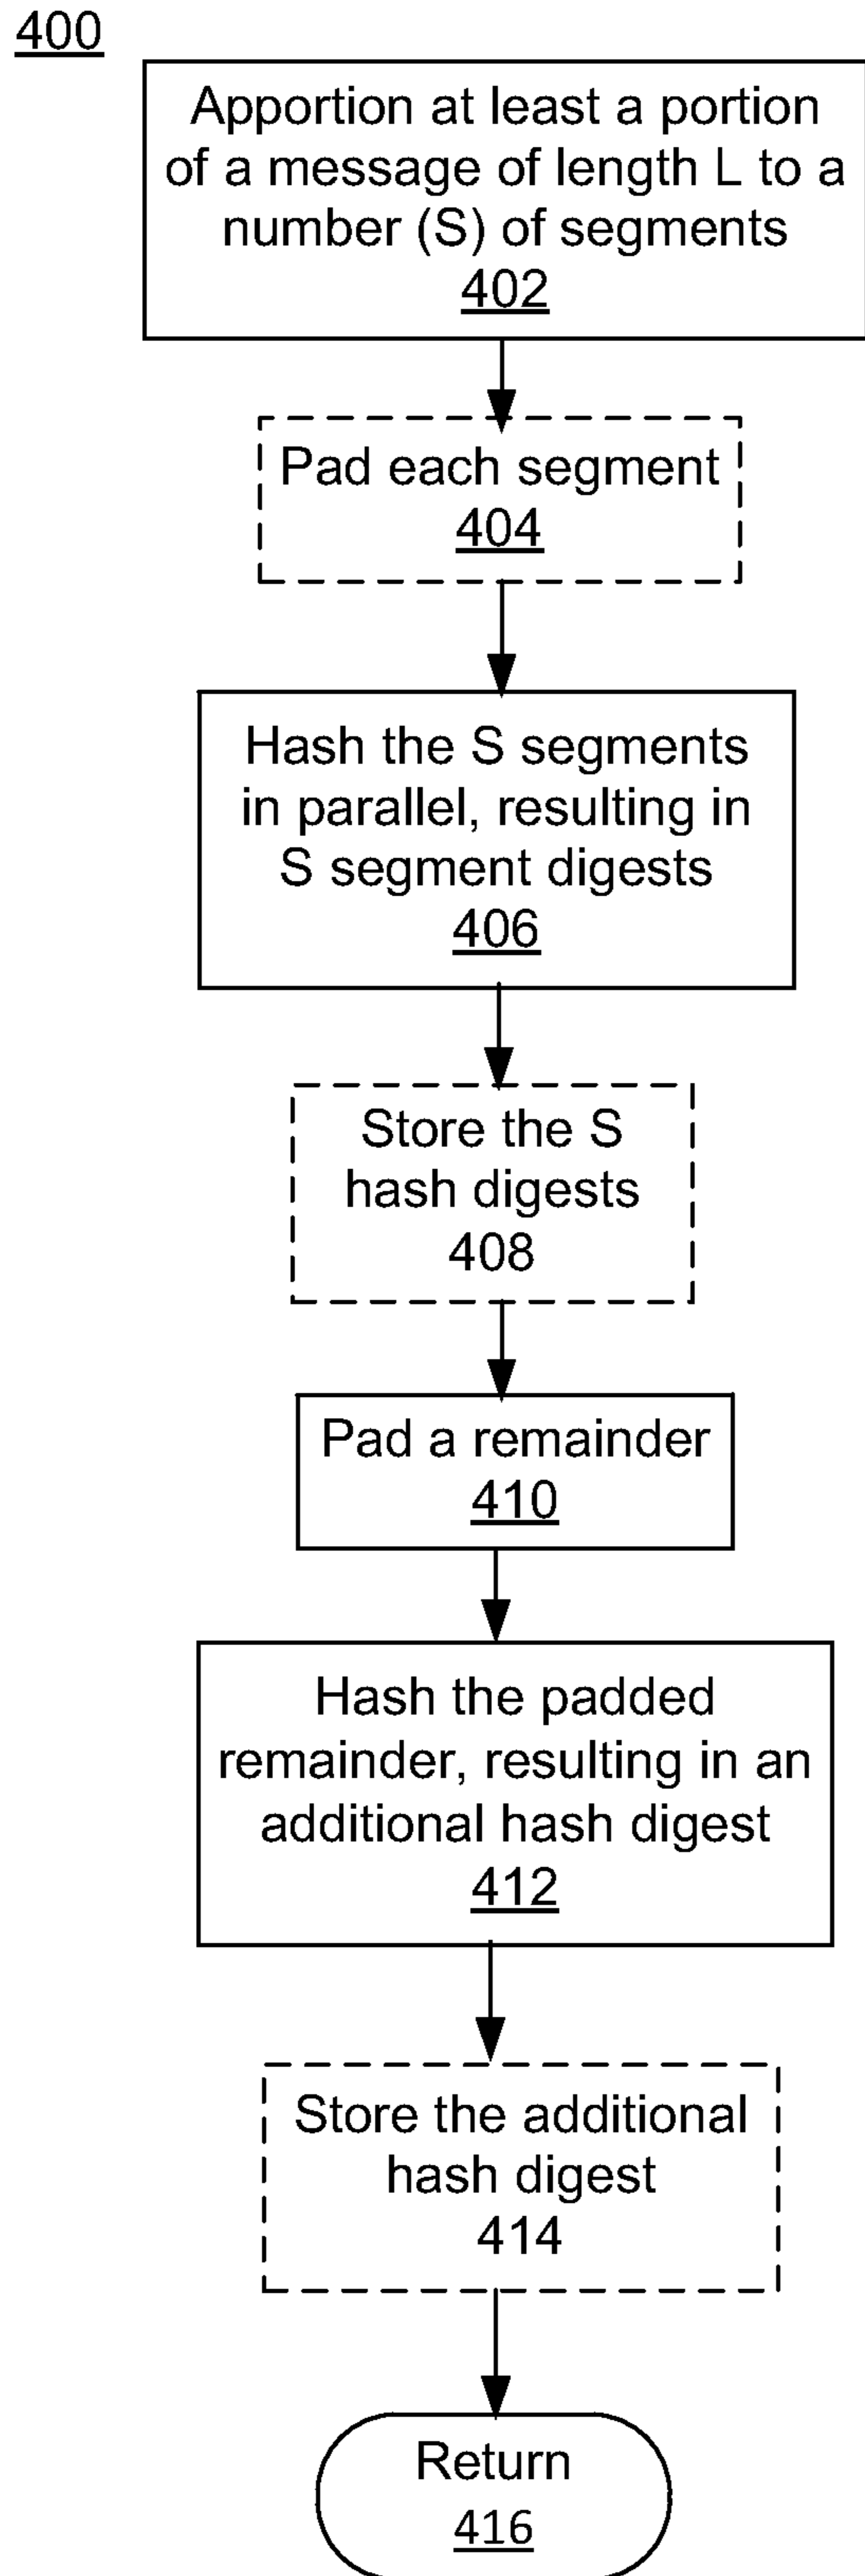 400
Apportion at least a portion
of a message of length L to a
number (S) of segments
402
Pad each segment
404
Hash the S segments
in parallel, resulting in
S segment digests
406
Store the S
hash digests
408
Pad a remainder
410
Hash the padded
remainder, resulting in an
additional hash digest
412
Store the additional
hash digest
414
Return
416